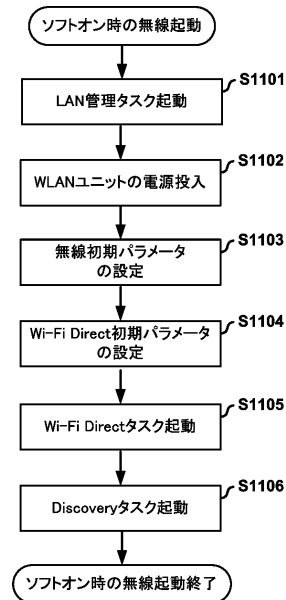 ソフトオン時の無線起動
S1101
LAN管理タスク起動
S1102
WLANユニットの電源投入
S1103
無線初期パラメータ
の設定
S1104
Wi-Fi Direct初期パラメータ
の設定
S1105
Wi-Fi Directタスク起動
S1106
Discoveryタスク起動
ソフトオン時の無線起動終了